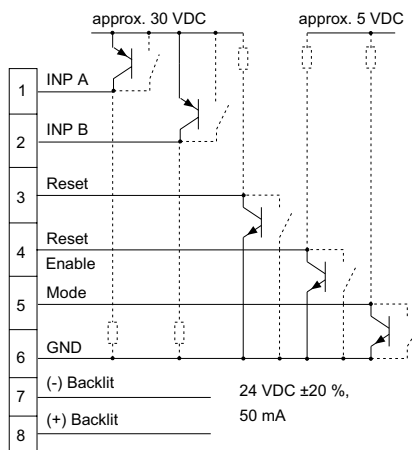 approx. 30 VDC
approx. 5 VDC
1
INP A
2
INP B
3
Reset
4
Reset
Enable
5
Mode
6
GND
7
(-) Backlit
24 VDC ±20 %,
50 mA
8
(+) Backlit